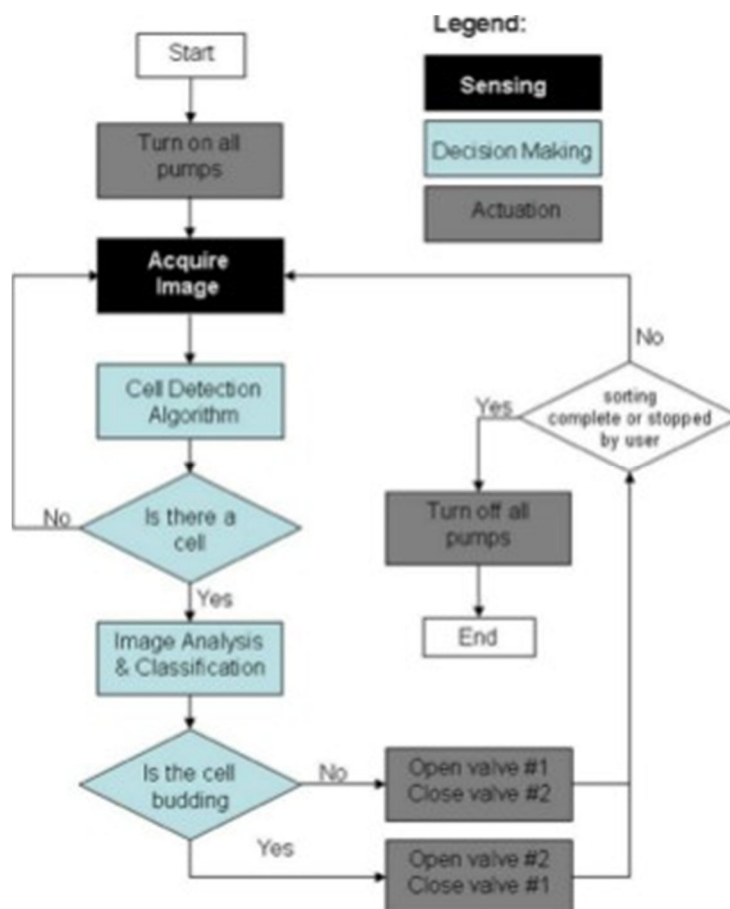 Legend:
Start
Sensing
Turn on all
pumps
Decision Making
Actuation
Acquire
Image
No
Cell Detection
Algorithm
Yes
sorting
complete or stopped
by user
No
Is there a
cell
Turn off all
pumps
Yes
Image Analysis
& Classification
End
Is the cell
budding
No
Open valve #1
Close valve #2
Yes
Open valve #2
Close valve #1